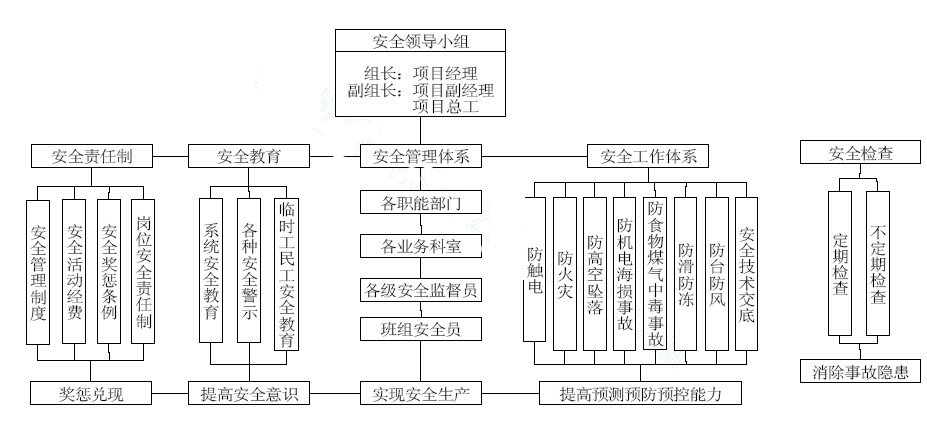 安全领导小组
组长：项目经理
副组长：项目副经理
项目总工
安全责任制
安全教育
安全管理体系
安全工作体系
安全检查
安全管理制度
安全活动经费
安全奖惩条例
岗位安全责任制
系统安全教育
各种安全警示
临时工民工安全教育
各职能部门
各业务科室
各级安全监督员
班组安全员
防触电
防火灾
防高空坠落
防机电海损事故
防食物煤气中毒事故
防滑防冻
防台防风
安全技术交底
定期检查
不定期检查
奖惩兑现
提高安全意识
实现安全生产
提高预测预防预控能力
消除事故隐患